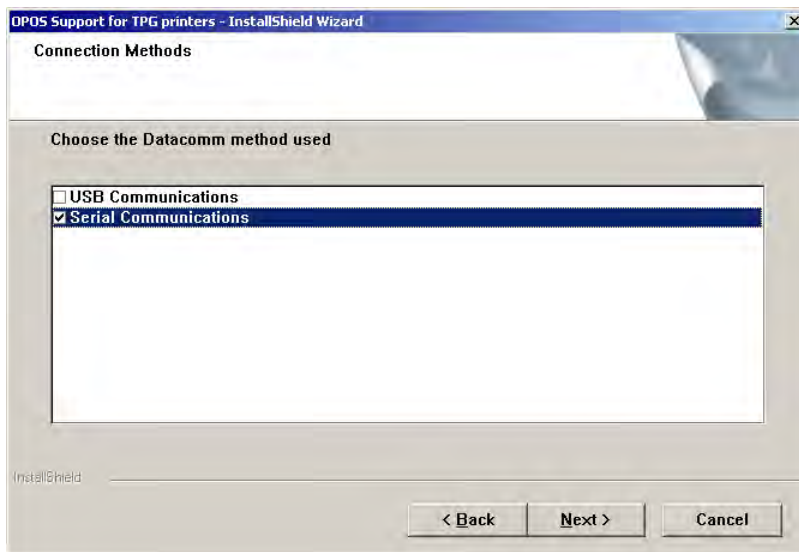 OPOS Support for TPG printers - InstallShield Wizard
Connection Methods
Choose the Datacomm method used
USB Communications
Serial Communications
InstallShield
< Back
Next >
Cancel